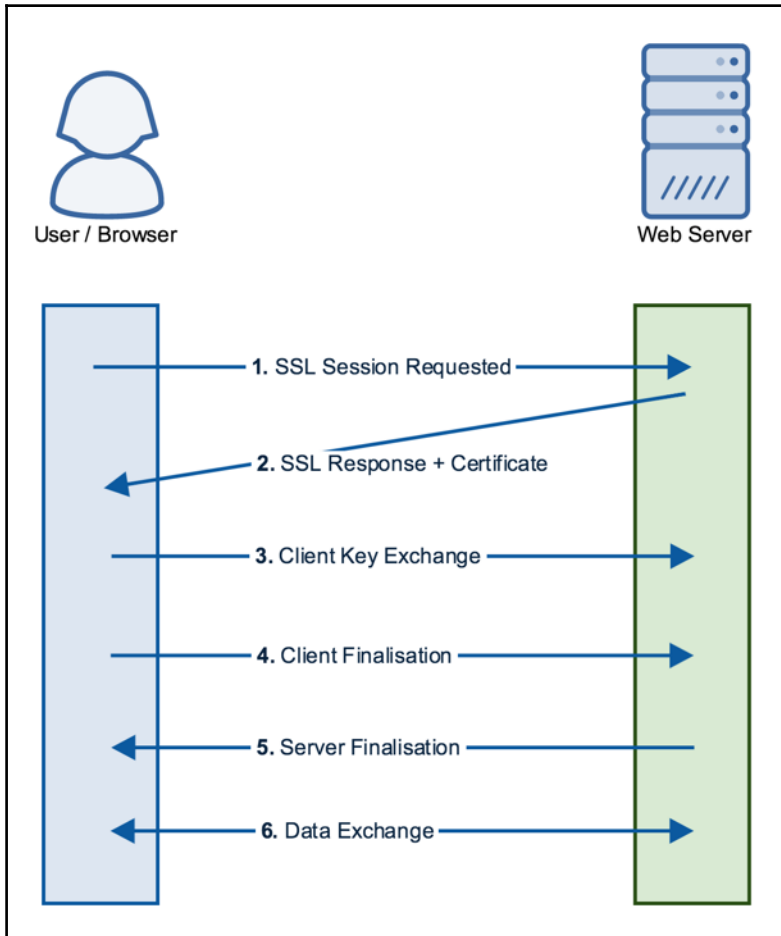 User / Browser
Web Server
1. SSL Session Requested
2. SSL Response + Certificate
3. Client Key Exchange
4. Client Finalisation
5. Server Finalisation
6. Data Exchange